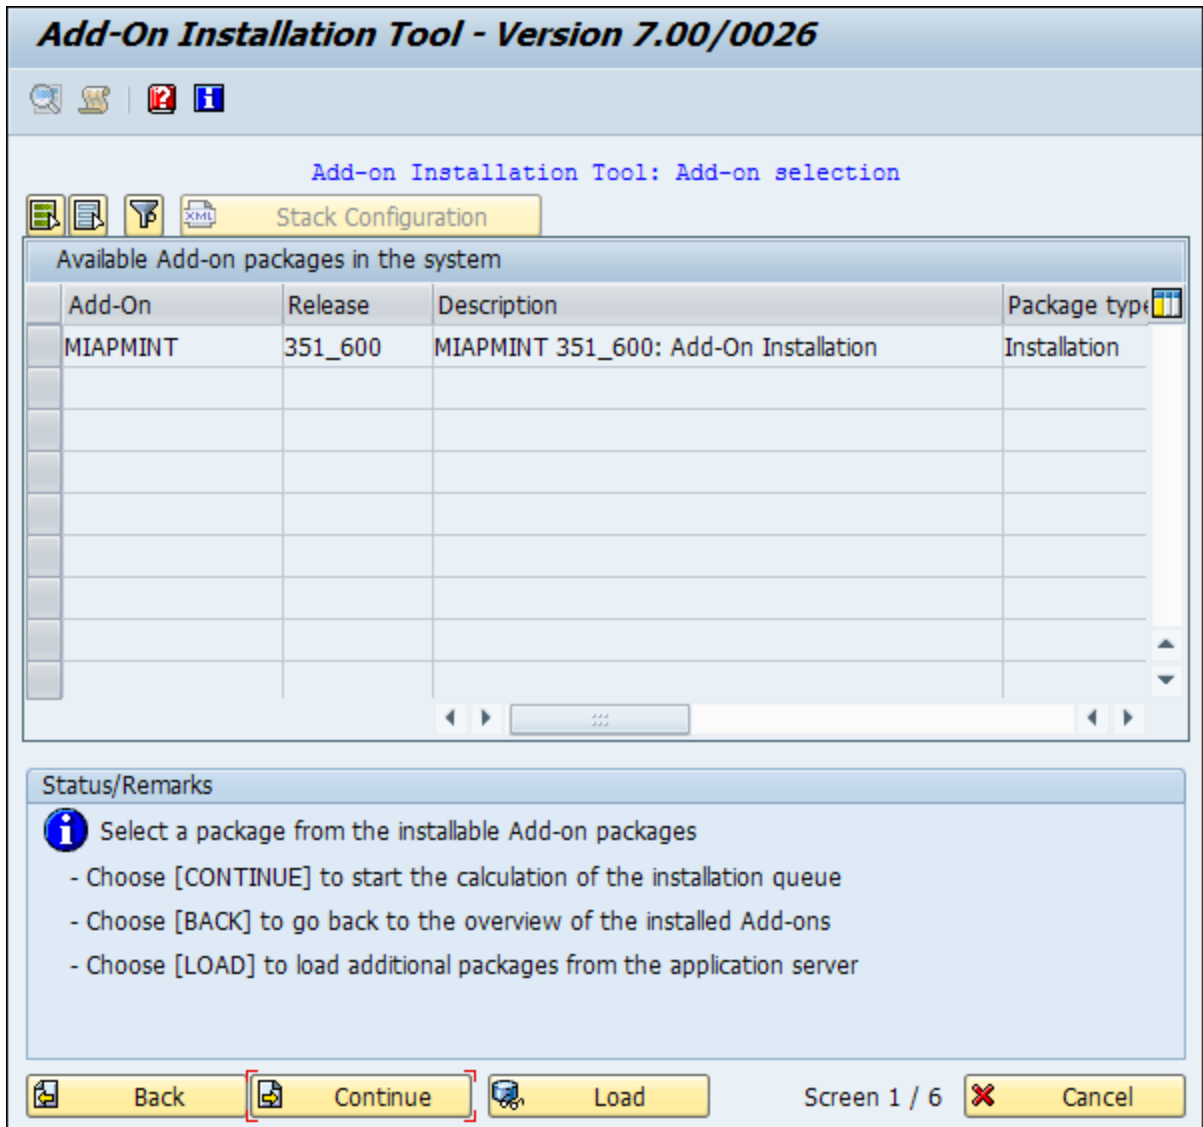 Add-On Installation Tool - Version 7.00/0026
Add-on Installation Tool: Add-on selection
XML Stack Configuration
Available Add-on packages in the system
Add-On Release Description Package type
MIAPMINT 351_600 MIAPMINT 351_600: Add-On Installation Installation
Status/Remarks
Select a package from the installable Add-on packages
- Choose [CONTINUE] to start the calculation of the installation queue
- Choose [BACK] to go back to the overview of the installed Add-ons
- Choose [LOAD] to load additional packages from the application server
Back Continue Load Screen 1 / 6 Cancel